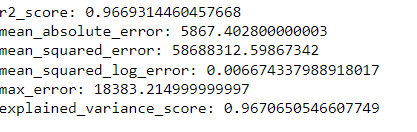 r2_score: 0.9669314460457668
mean_absolute_error: 5867.402800000003
mean_squared_error: 58688312.59867342
mean_squared_log_error: 0.006674337988918017
max_error: 18383.214999999997
explained_variance_score: 0.9670650546607749